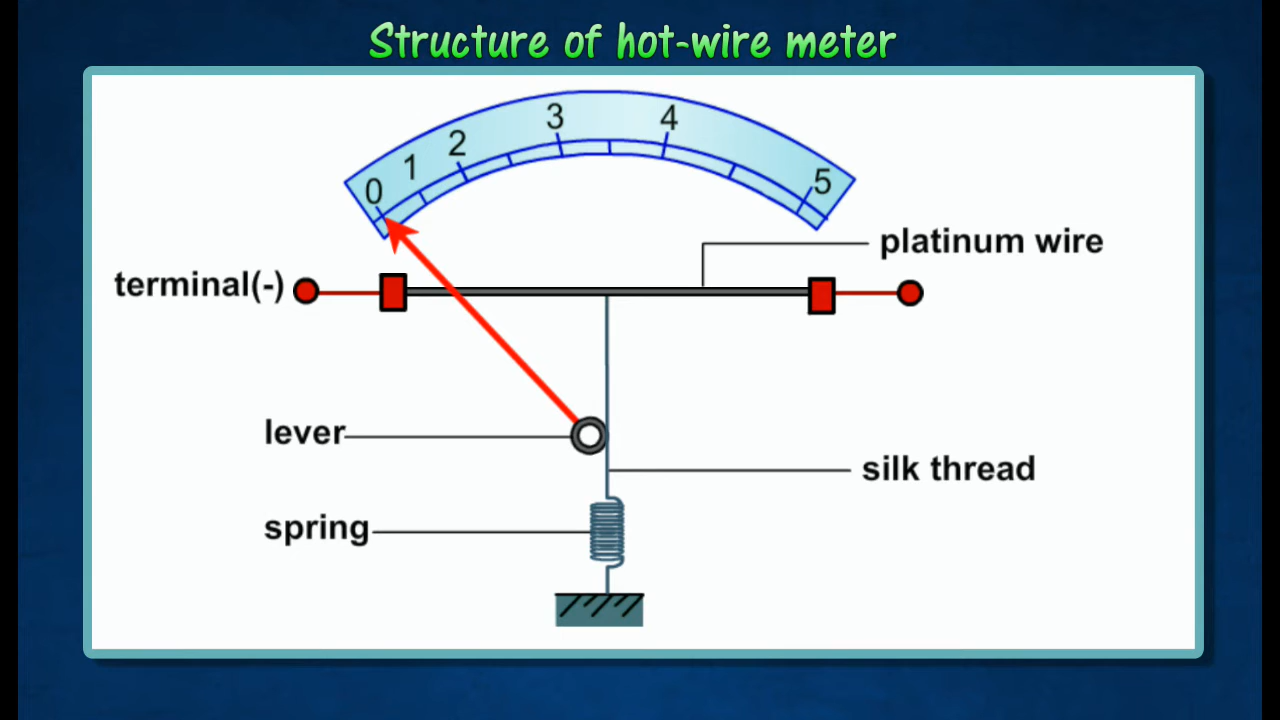 Structure of hot-wire meter
0 1 2 3 4 5
platinum wire
terminal(-)
lever
silk thread
spring